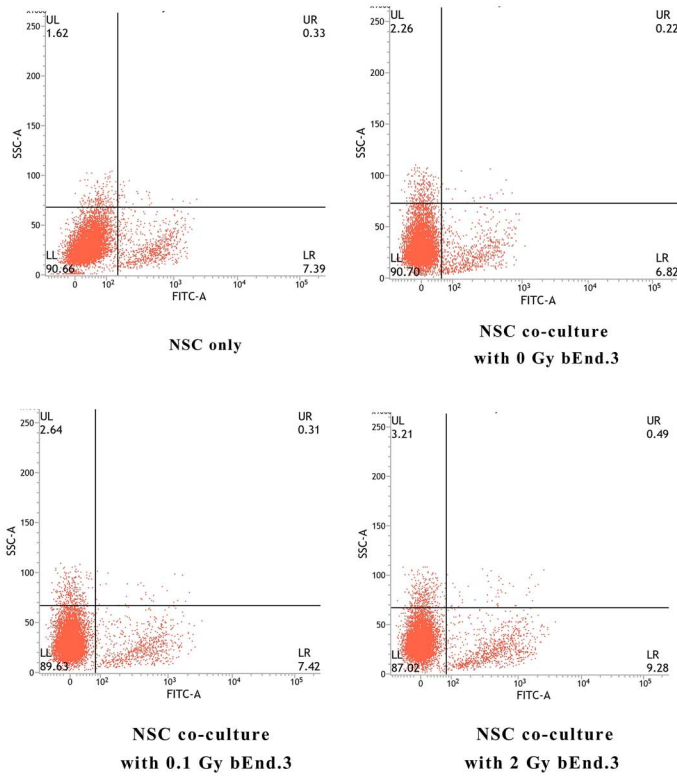 UL
1.62
UR
0.33
250
150
100
50
0
SSC-A
LL
90.66
LR
7.39
0
10²
10³
10⁴
10⁵
FITC-A
NSC only
UL
2.26
UR
0.22
250
200
150
100
50
0
SSC-A
LL
90.70
LR
6.82
0
10²
10³
10⁴
10⁵
FITC-A
NSC co-culture
with 0 Gy bEnd.3
UL
2.64
UR
0.31
250
200
150
100
50
0
SSC-A
LL
89.63
LR
7.42
0
10²
10³
10⁴
10⁵
FITC-A
NSC co-culture
with 0.1 Gy bEnd.3
UL
3.21
UR
0.49
250
200
150
100
50
0
SSC-A
LL
87.02
LR
9.28
0
10²
10³
10⁴
10⁵
FITC-A
NSC co-culture
with 2 Gy bEnd.3